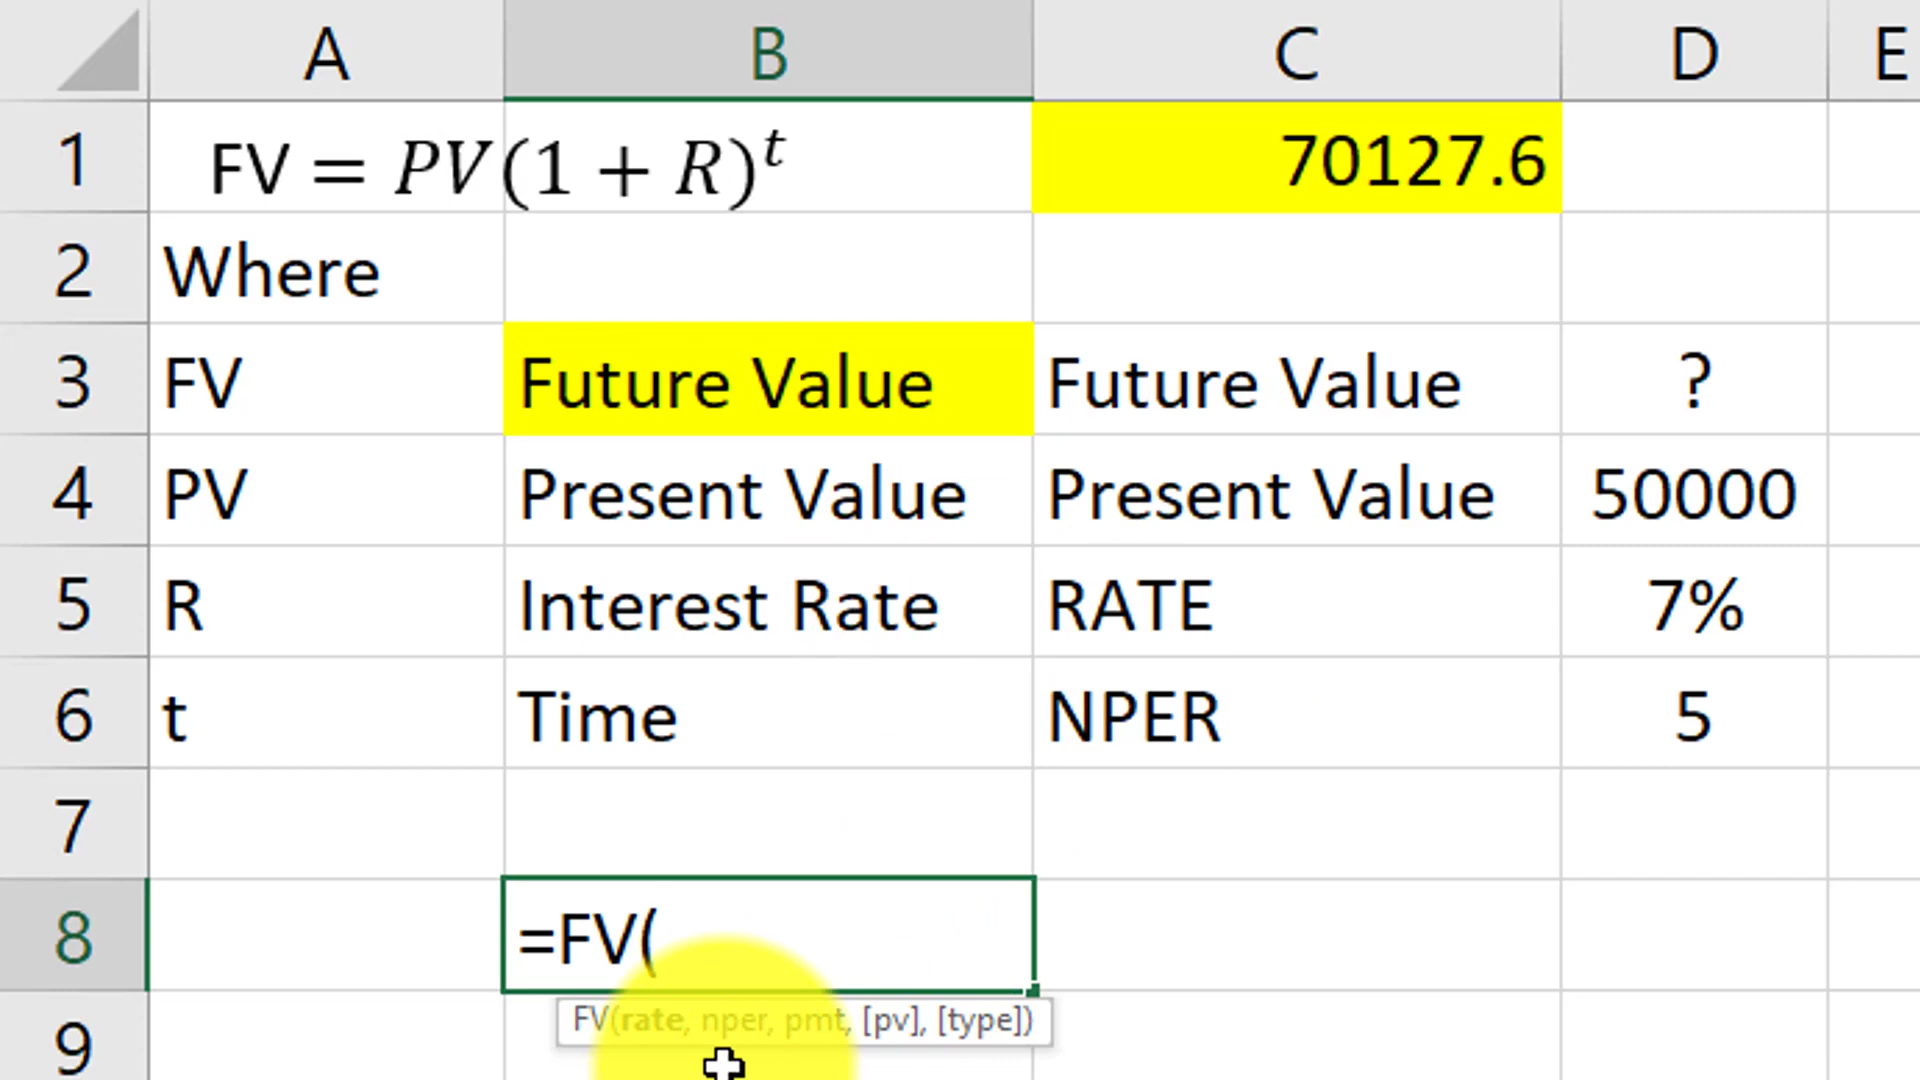 A B C D E
1 FV = PV(1 + R)^t 70127.6
2 Where
3 FV Future Value Future Value ?
4 PV Present Value Present Value 50000
5 R Interest Rate RATE 7%
6 t Time NPER 5
7
8 =FV(
FV(rate, nper, pmt, [pv], [type])
9